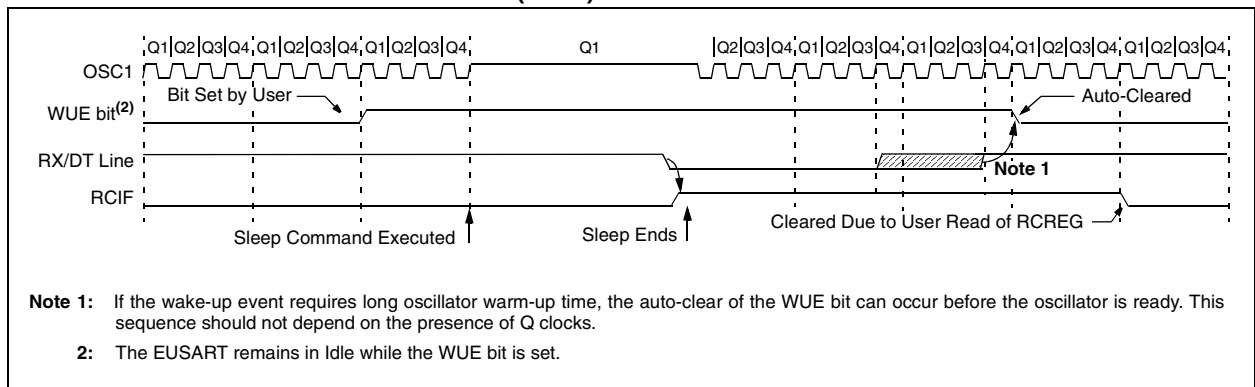 Q1 Q2 Q3 Q4 Q1 Q2 Q3 Q4 Q1 Q2 Q3 Q4 Q1 Q2 Q3 Q4 Q1 Q2 Q3 Q4 Q1 Q2 Q3 Q4 Q1 Q2 Q3 Q4 Q1 Q2 Q3 Q4
OSC1
Bit Set by User
Auto-Cleared
WUE bit(2)
RX/DT Line
Note 1
RCIF
Cleared Due to User Read of RCREG
Sleep Command Executed
Sleep Ends
Note 1: If the wake-up event requires long oscillator warm-up time, the auto-clear of the WUE bit can occur before the oscillator is ready. This
sequence should not depend on the presence of Q clocks.
2: The EUSART remains in Idle while the WUE bit is set.